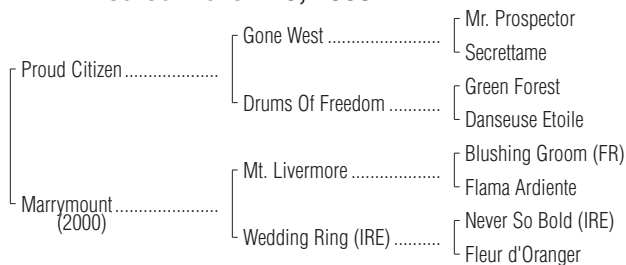 Mr. Prospector
Gone West
Secrettame
Proud Citizen
Green Forest
Drums Of Freedom
Danseuse Etoile
Blushing Groom (FR)
Mt. Livermore
Flama Ardiente
Marrymount
(2000)
Never So Bold (IRE)
Wedding Ring (IRE)
Fleur d'Oranger